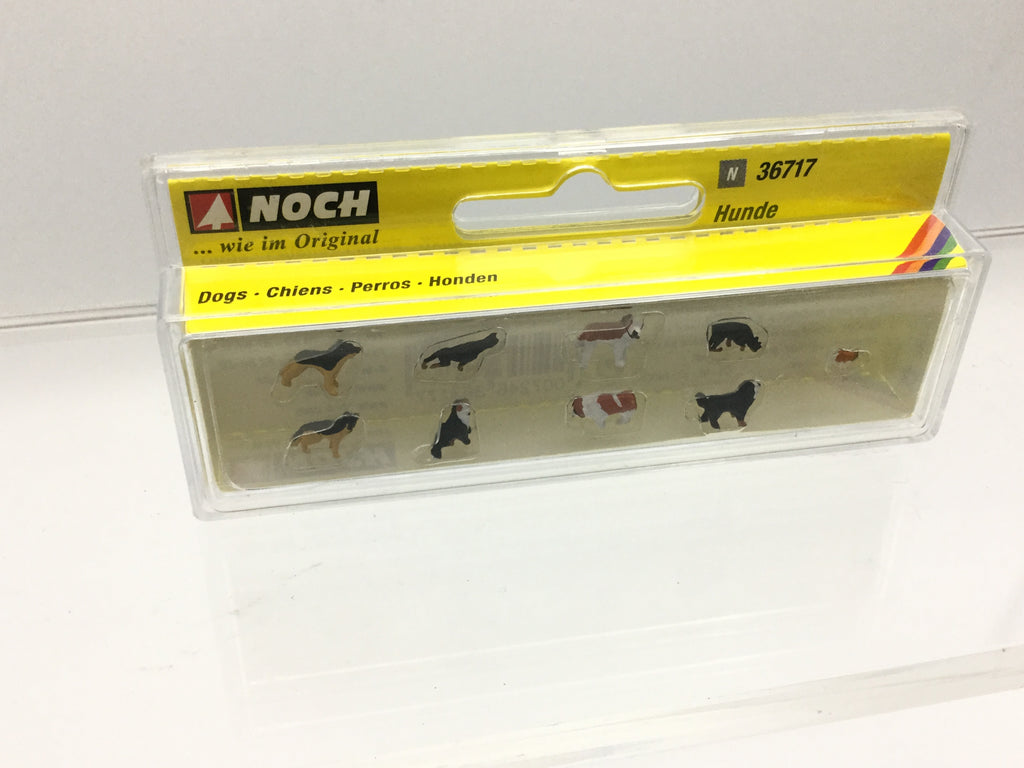 NOCH
... wie im Original
N 36717
Hunde
Dogs · Chiens · Perros · Honden